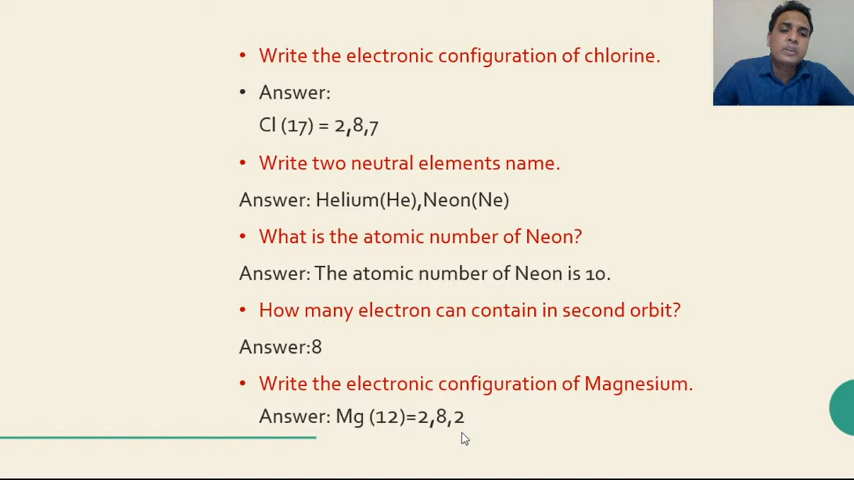 • Write the electronic configuration of chlorine.
• Answer:
Cl (17) = 2,8,7
• Write two neutral elements name.
Answer: Helium(He),Neon(Ne)
• What is the atomic number of Neon?
Answer: The atomic number of Neon is 10.
• How many electron can contain in second orbit?
Answer:8
• Write the electronic configuration of Magnesium.
Answer: Mg (12)=2,8,2